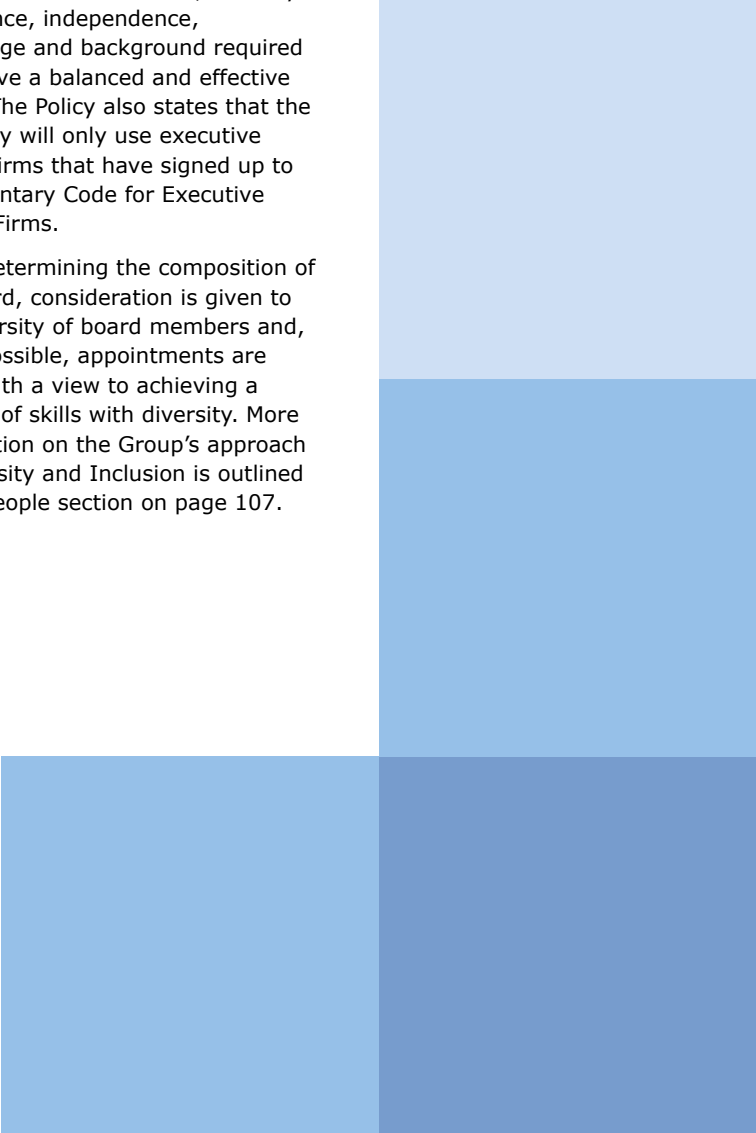 nce, independence,
ge and background required
ve a balanced and effective
The Policy also states that the
y will only use executive
irms that have signed up to
ntary Code for Executive
Firms.
etermining the composition of
rd, consideration is given to
rsity of board members and,
ossible, appointments are
th a view to achieving a
of skills with diversity. More
tion on the Group’s approach
sity and Inclusion is outlined
eople section on page 107.